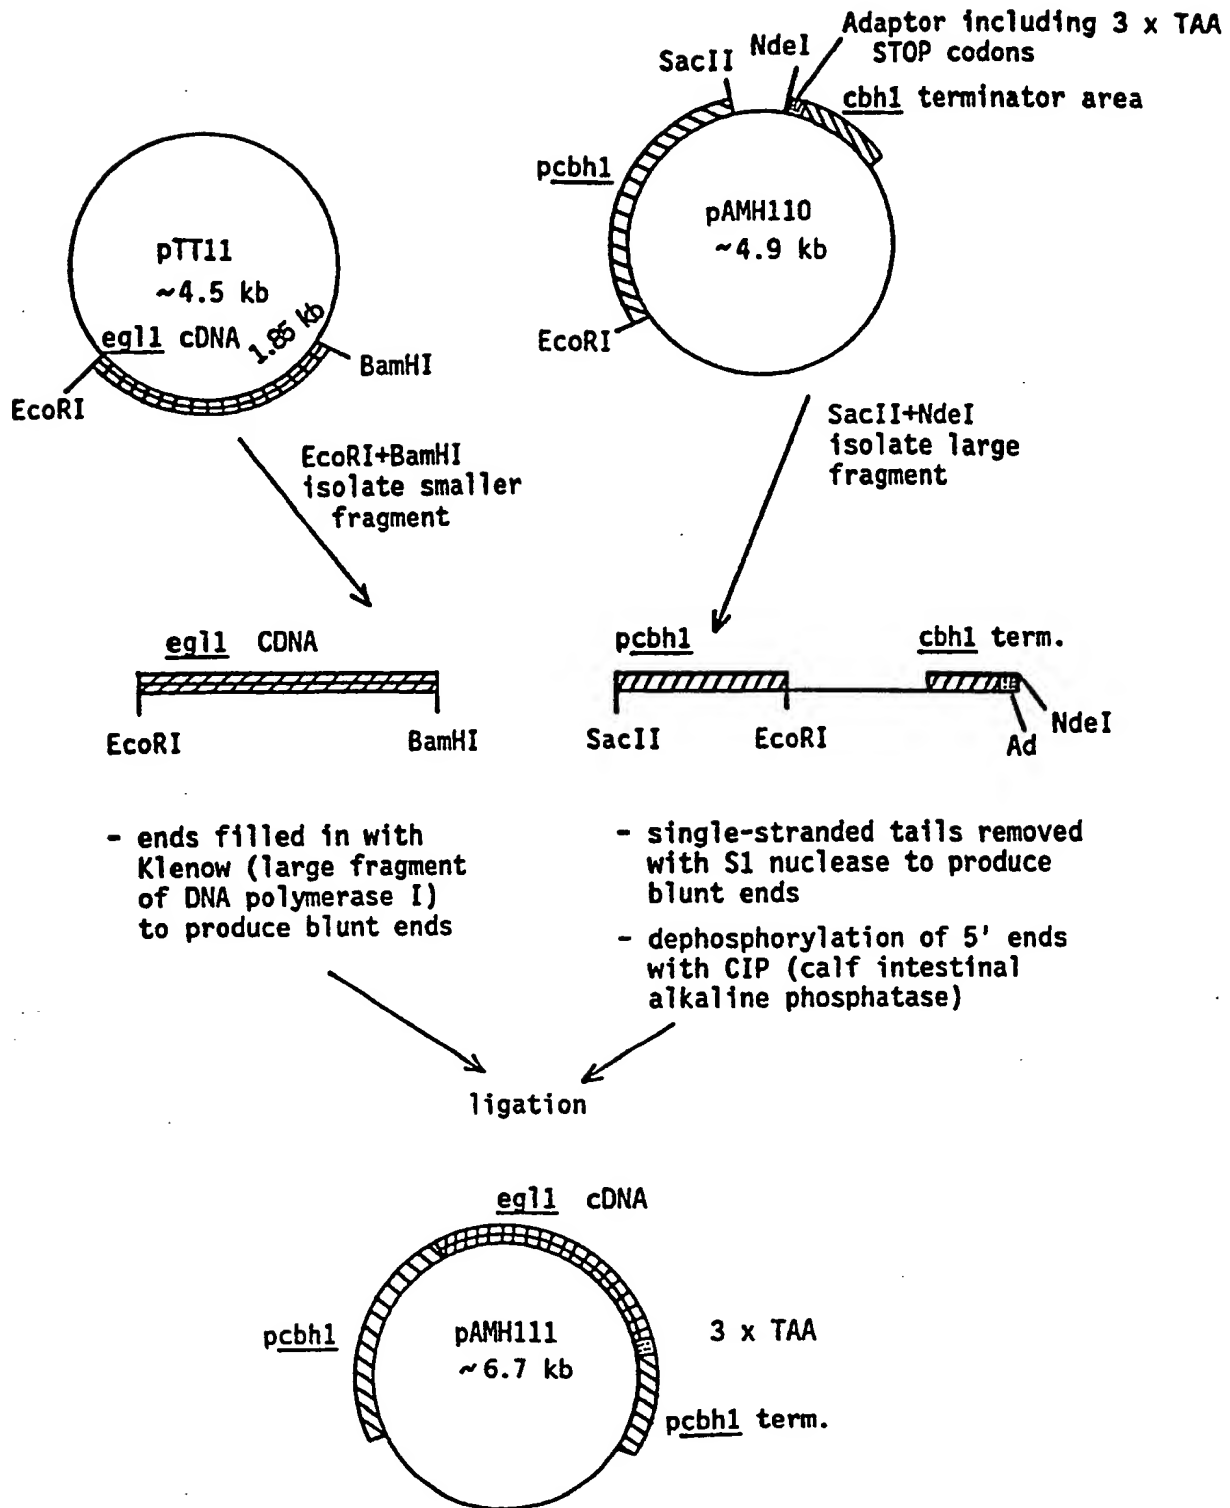 Adaptor including 3 x TAA
STOP codons
NdeI
SacII
cbh1 terminator area
pcbh1
pAMH110
~4.9 kb
EcoRI
pTT11
~4.5 kb
egl1 cDNA 1.85 kb
BamHI
EcoRI
EcoRI+BamHI
isolate smaller
fragment
SacII+NdeI
isolate large
fragment
egl1 CDNA
EcoRI
BamHI
pcbh1
cbh1 term.
SacII
EcoRI
Ad
NdeI
- ends filled in with
Klenow (large fragment
of DNA polymerase I)
to produce blunt ends
- single-stranded tails removed
with S1 nuclease to produce
blunt ends
- dephosphorylation of 5' ends
with CIP (calf intestinal
alkaline phosphatase)
ligation
egl1 cDNA
pcbh1
pAMH111
~6.7 kb
3 x TAA
pcbh1 term.